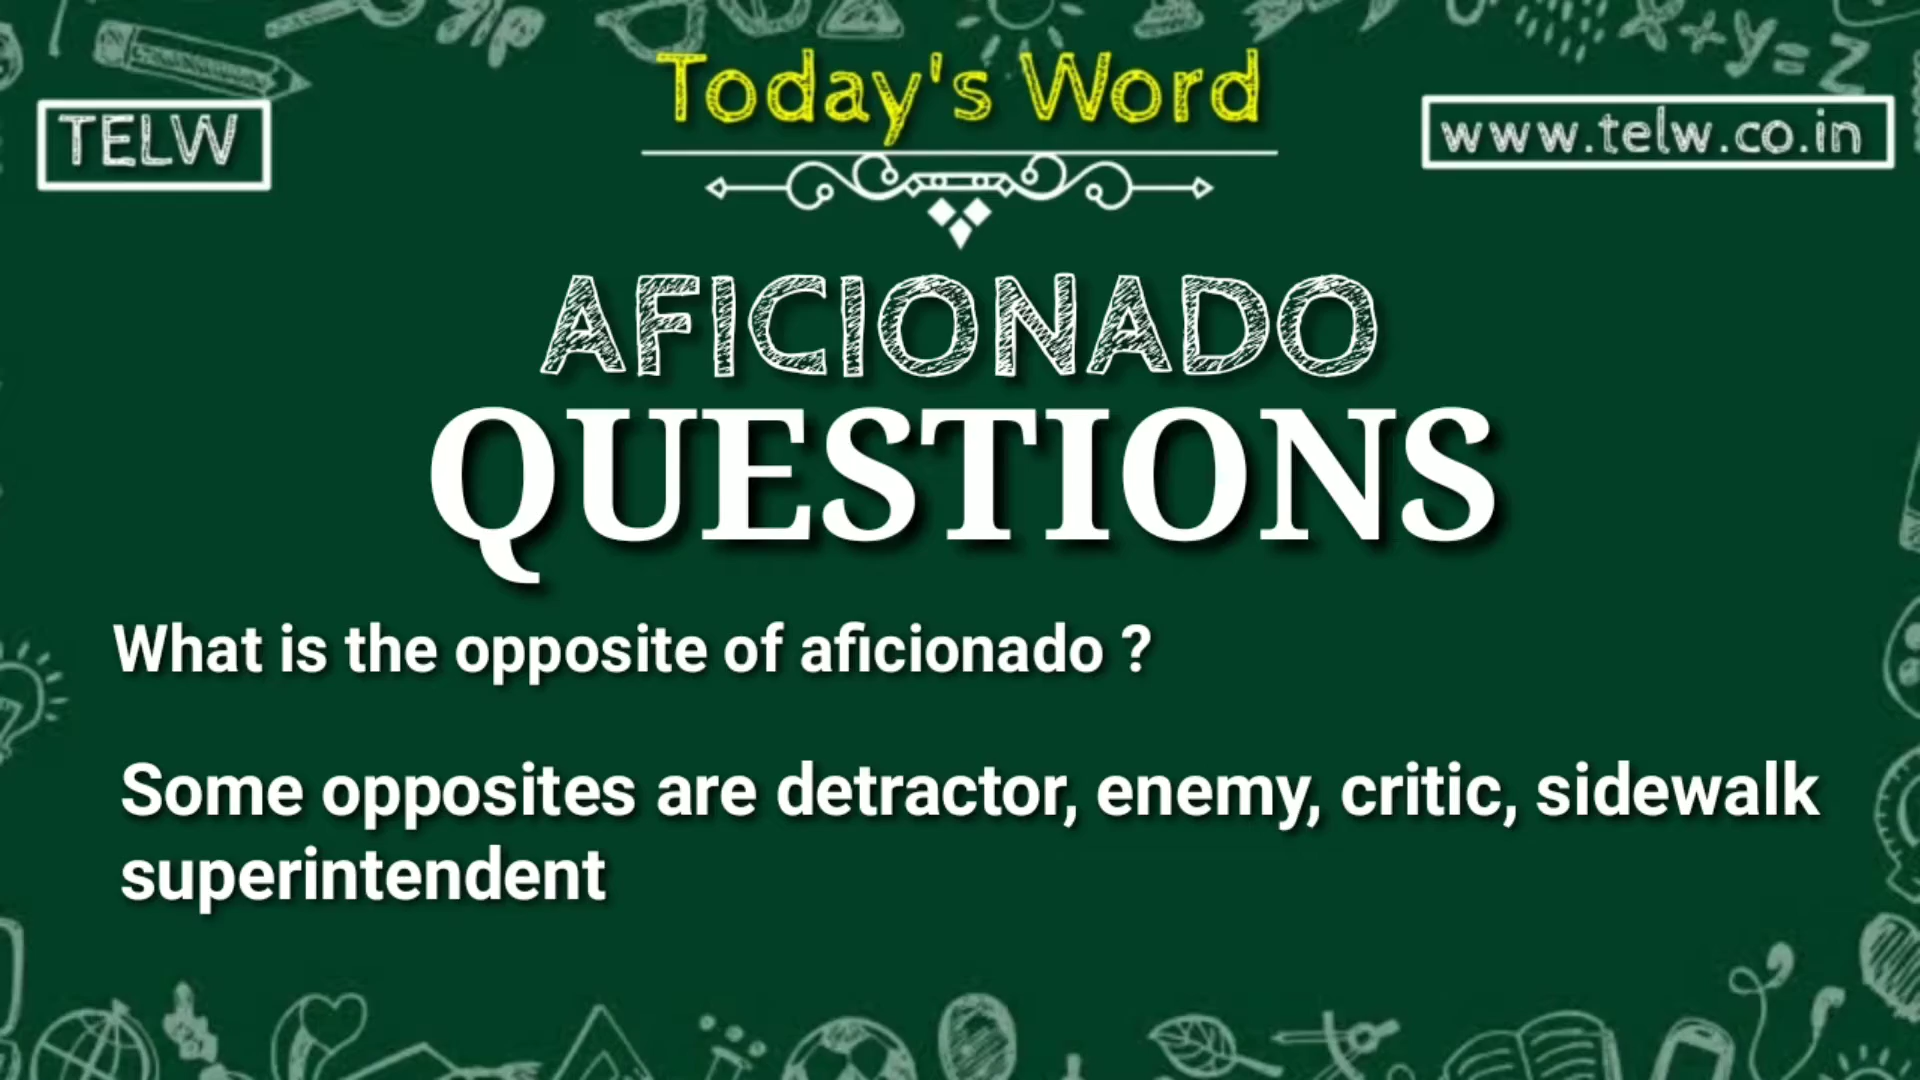 X+y=Z
Today's Word
TELW
www.telw.co.in
AFICIONADO
QUESTIONS
What is the opposite of aficionado ?
Some opposites are detractor, enemy, critic, sidewalk
superintendent